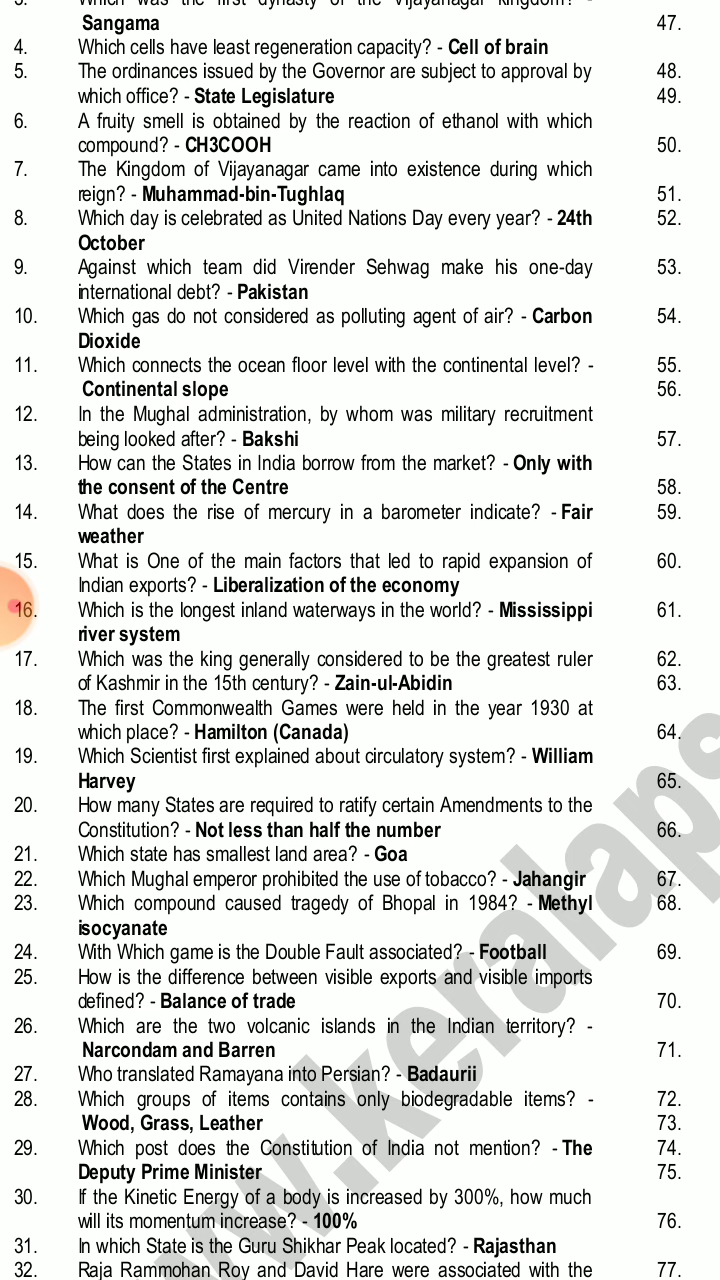 3. Which was the first dynasty of the Vijayanagar kingdom? -
Sangama
4. Which cells have least regeneration capacity? - Cell of brain
5. The ordinances issued by the Governor are subject to approval by
which office? - State Legislature
6. A fruity smell is obtained by the reaction of ethanol with which
compound? - CH3COOH
7. The Kingdom of Vijayanagar came into existence during which
reign? - Muhammad-bin-Tughlaq
8. Which day is celebrated as United Nations Day every year? - 24th
October
9. Against which team did Virender Sehwag make his one-day
international debt? - Pakistan
10. Which gas do not considered as polluting agent of air? - Carbon
Dioxide
11. Which connects the ocean floor level with the continental level? -
Continental slope
12. In the Mughal administration, by whom was military recruitment
being looked after? - Bakshi
13. How can the States in India borrow from the market? - Only with
the consent of the Centre
14. What does the rise of mercury in a barometer indicate? - Fair
weather
15. What is One of the main factors that led to rapid expansion of
Indian exports? - Liberalization of the economy
16. Which is the longest inland waterways in the world? - Mississippi
river system
17. Which was the king generally considered to be the greatest ruler
of Kashmir in the 15th century? - Zain-ul-Abidin
18. The first Commonwealth Games were held in the year 1930 at
which place? - Hamilton (Canada)
19. Which Scientist first explained about circulatory system? - William
Harvey
20. How many States are required to ratify certain Amendments to the
Constitution? - Not less than half the number
21. Which state has smallest land area? - Goa
22. Which Mughal emperor prohibited the use of tobacco? - Jahangir
23. Which compound caused tragedy of Bhopal in 1984? - Methyl
isocyanate
24. With Which game is the Double Fault associated? - Football
25. How is the difference between visible exports and visible imports
defined? - Balance of trade
26. Which are the two volcanic islands in the Indian territory? -
Narcondam and Barren
27. Who translated Ramayana into Persian? - Badaurii
28. Which groups of items contains only biodegradable items? -
Wood, Grass, Leather
29. Which post does the Constitution of India not mention? - The
Deputy Prime Minister
30. If the Kinetic Energy of a body is increased by 300%, how much
will its momentum increase? - 100%
31. In which State is the Guru Shikhar Peak located? - Rajasthan
32. Raja Rammohan Roy and David Hare were associated with the
47.
48.
49.
50.
51.
52.
53.
54.
55.
56.
57.
58.
59.
60.
61.
62.
63.
64.
65.
66.
67.
68.
69.
70.
71.
72.
73.
74.
75.
76.
77.
w.keralaps